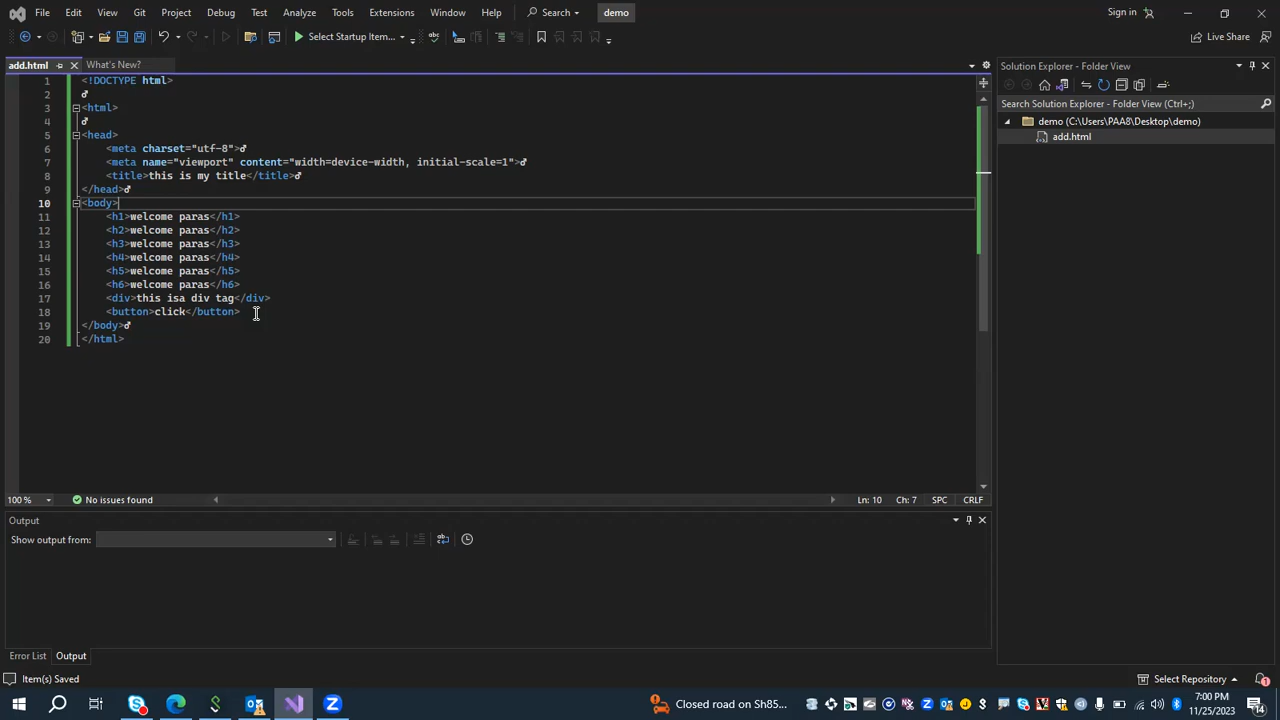 File Edit View Git Project Build Debug Test Analyze Tools Extensions Window Help Search demo Sign in
Select Startup Item... Live Share
add.html What's New? Solution Explorer - Folder View
Search Solution Explorer - Folder View (Ctrl+;)
demo (C:\Users\PAA8\Desktop\demo)
add.html
1 <!DOCTYPE html>
2
3 <html>
4
5 <head>
6 <meta charset="utf-8">
7 <meta name="viewport" content="width=device-width, initial-scale=1">
8 <title>this is my title</title>
9 </head>
10 <body>
11 <h1>welcome paras</h1>
12 <h2>welcome paras</h2>
13 <h3>welcome paras</h3>
14 <h4>welcome paras</h4>
15 <h5>welcome paras</h5>
16 <h6>welcome paras</h6>
17 <div>this isa div tag</div>
18 <button>click</button>
19 </body>
20 </html>
100 % No issues found Ln: 10 Ch: 7 SPC CRLF
Output
Show output from:
Error List Output
Item(s) Saved Select Repository 1
Closed road on Sh85... 7:00 PM
11/25/2023 14